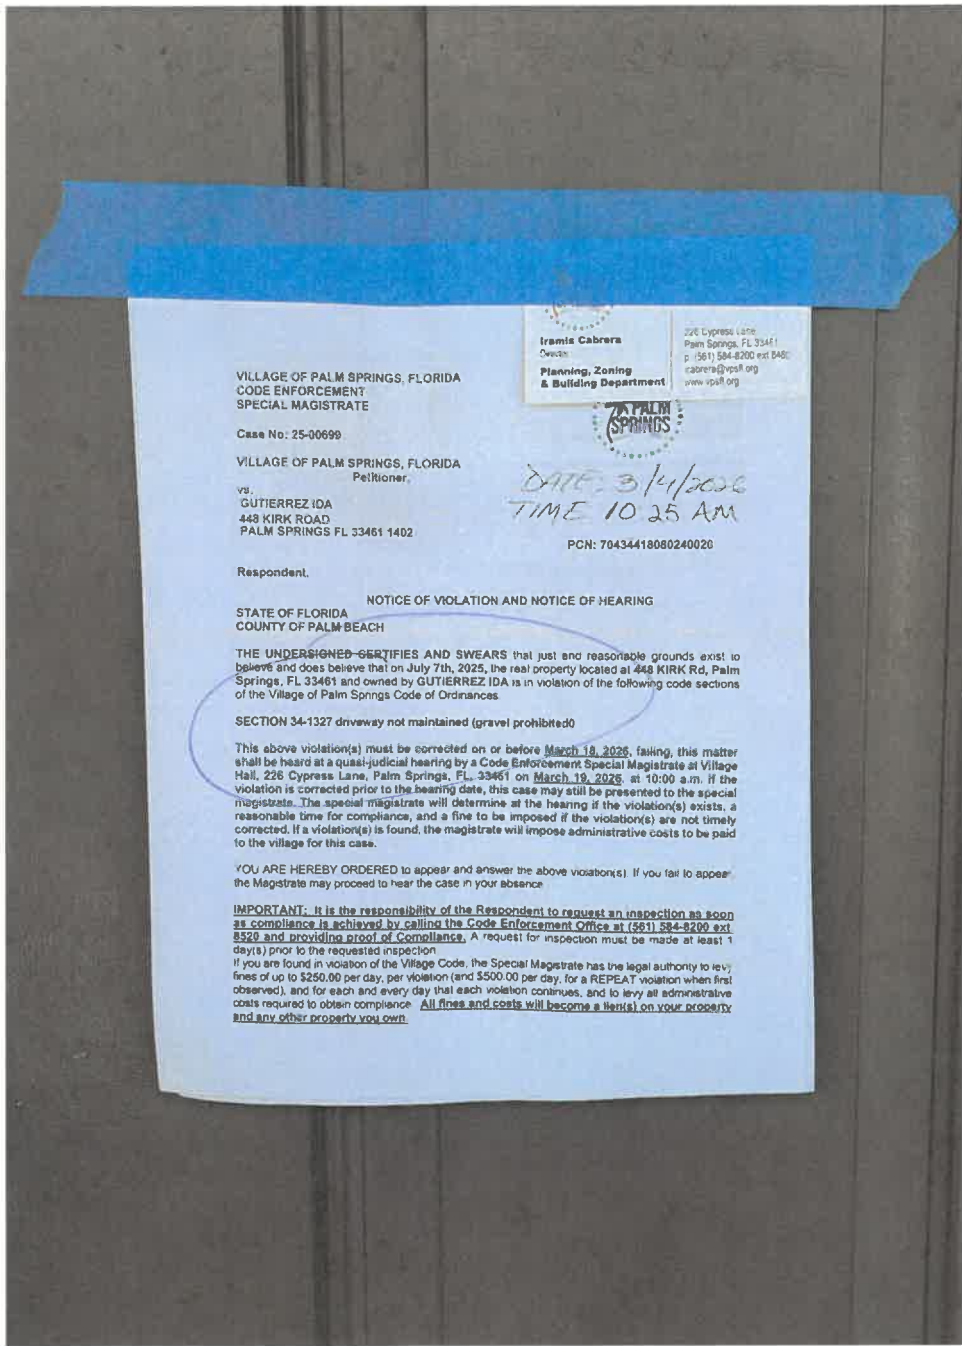 Iramis Cabrera
Director
Planning, Zoning
& Building Department
226 Cypress Lane
Palm Springs, FL 33461
p (561) 584-8200 ext
icabrera@vpsfl.org
www.vpsfl.org
PALM
SPRINGS
VILLAGE OF PALM SPRINGS, FLORIDA
CODE ENFORCEMENT
SPECIAL MAGISTRATE
Case No: 25-00699
VILLAGE OF PALM SPRINGS, FLORIDA
Petitioner,
vs.
GUTIERREZ IDA
448 KIRK ROAD
PALM SPRINGS FL 33461 1402
DATE: 3/4/2026
TIME 10 25 AM
PCN: 70434418080240020
Respondent.
NOTICE OF VIOLATION AND NOTICE OF HEARING
STATE OF FLORIDA
COUNTY OF PALM BEACH
THE UNDERSIGNED CERTIFIES AND SWEARS that just and reasonable grounds exist to
believe and does believe that on July 7th, 2025, the real property located at 448 KIRK Rd, Palm
Springs, FL 33461 and owned by GUTIERREZ IDA is in violation of the following code sections
of the Village of Palm Springs Code of Ordinances
SECTION 34-1327 driveway not maintained (gravel prohibited)
This above violation(s) must be corrected on or before March 18, 2026, failing, this matter
shall be heard at a quasi-judicial hearing by a Code Enforcement Special Magistrate at Village
Hall, 226 Cypress Lane, Palm Springs, FL. 33461 on March 19, 2026, at 10:00 a.m. If the
violation is corrected prior to the hearing date, this case may still be presented to the special
magistrate. The special magistrate will determine at the hearing if the violation(s) exists, a
reasonable time for compliance, and a fine to be imposed if the violation(s) are not timely
corrected. If a violation(s) is found, the magistrate will impose administrative costs to be paid
to the village for this case.
YOU ARE HEREBY ORDERED to appear and answer the above violation(s). If you fail to appear,
the Magistrate may proceed to hear the case in your absence
IMPORTANT: It is the responsibility of the Respondent to request an inspection as soon
as compliance is achieved by calling the Code Enforcement Office at (561) 584-8200 ext
8520 and providing proof of Compliance. A request for inspection must be made at least 1
day(s) prior to the requested inspection
If you are found in violation of the Village Code, the Special Magistrate has the legal authority to levy
fines of up to $250.00 per day, per violation (and $500.00 per day, for a REPEAT violation when first
observed), and for each and every day that each violation continues, and to levy all administrative
costs required to obtain compliance All fines and costs will become a lien(s) on your property
and any other property you own